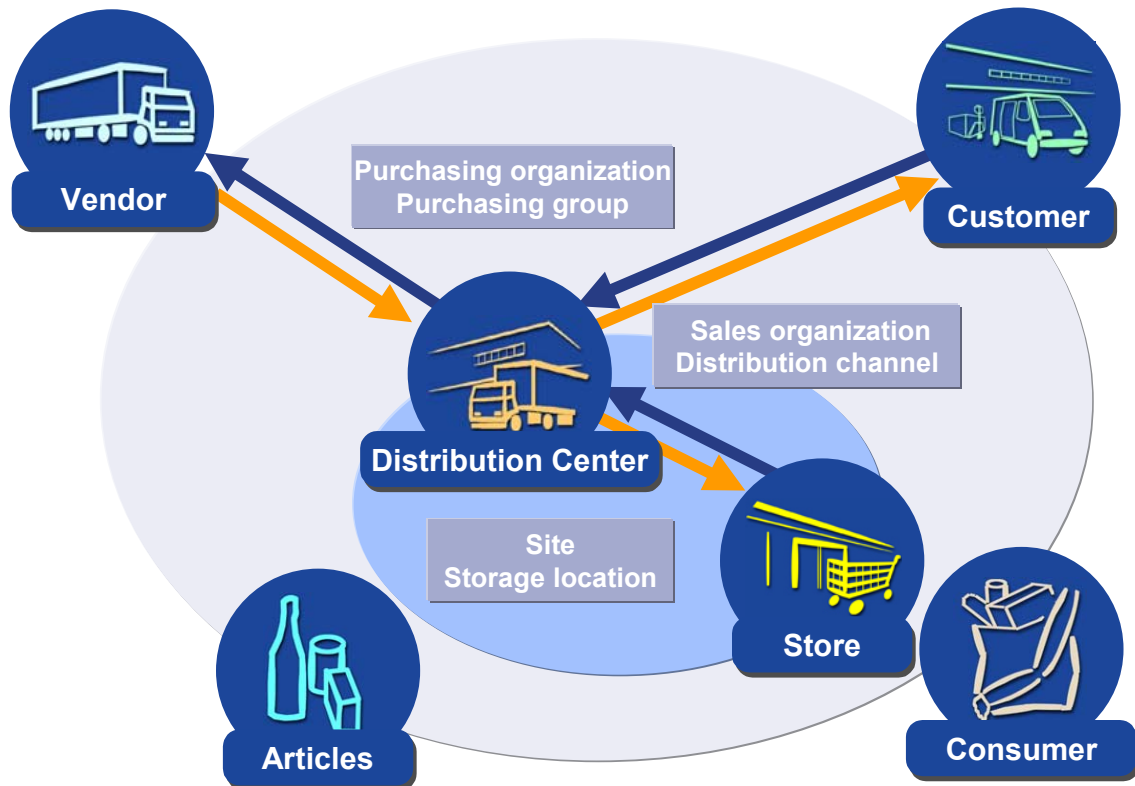 Vendor
Purchasing organization
Purchasing group
Customer
Sales organization
Distribution channel
Distribution Center
Site
Storage location
Store
Articles
Consumer